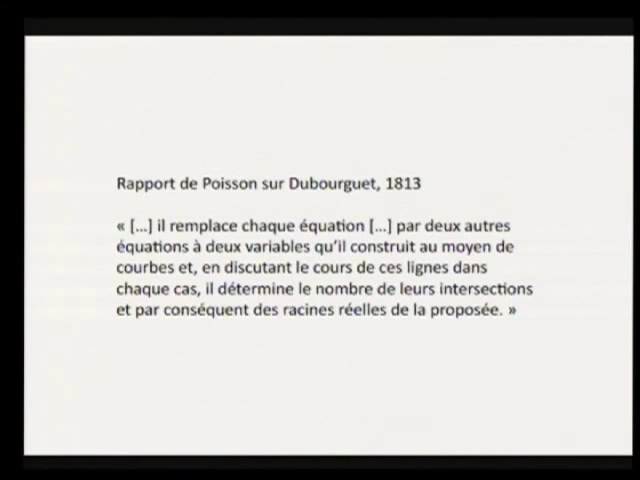 Rapport de Poisson sur Dubourguet, 1813
« [...] il remplace chaque équation [...] par deux autres
équations à deux variables qu'il construit au moyen de
courbes et, en discutant le cours de ces lignes dans
chaque cas, il détermine le nombre de leurs intersections
et par conséquent des racines réelles de la proposée. »